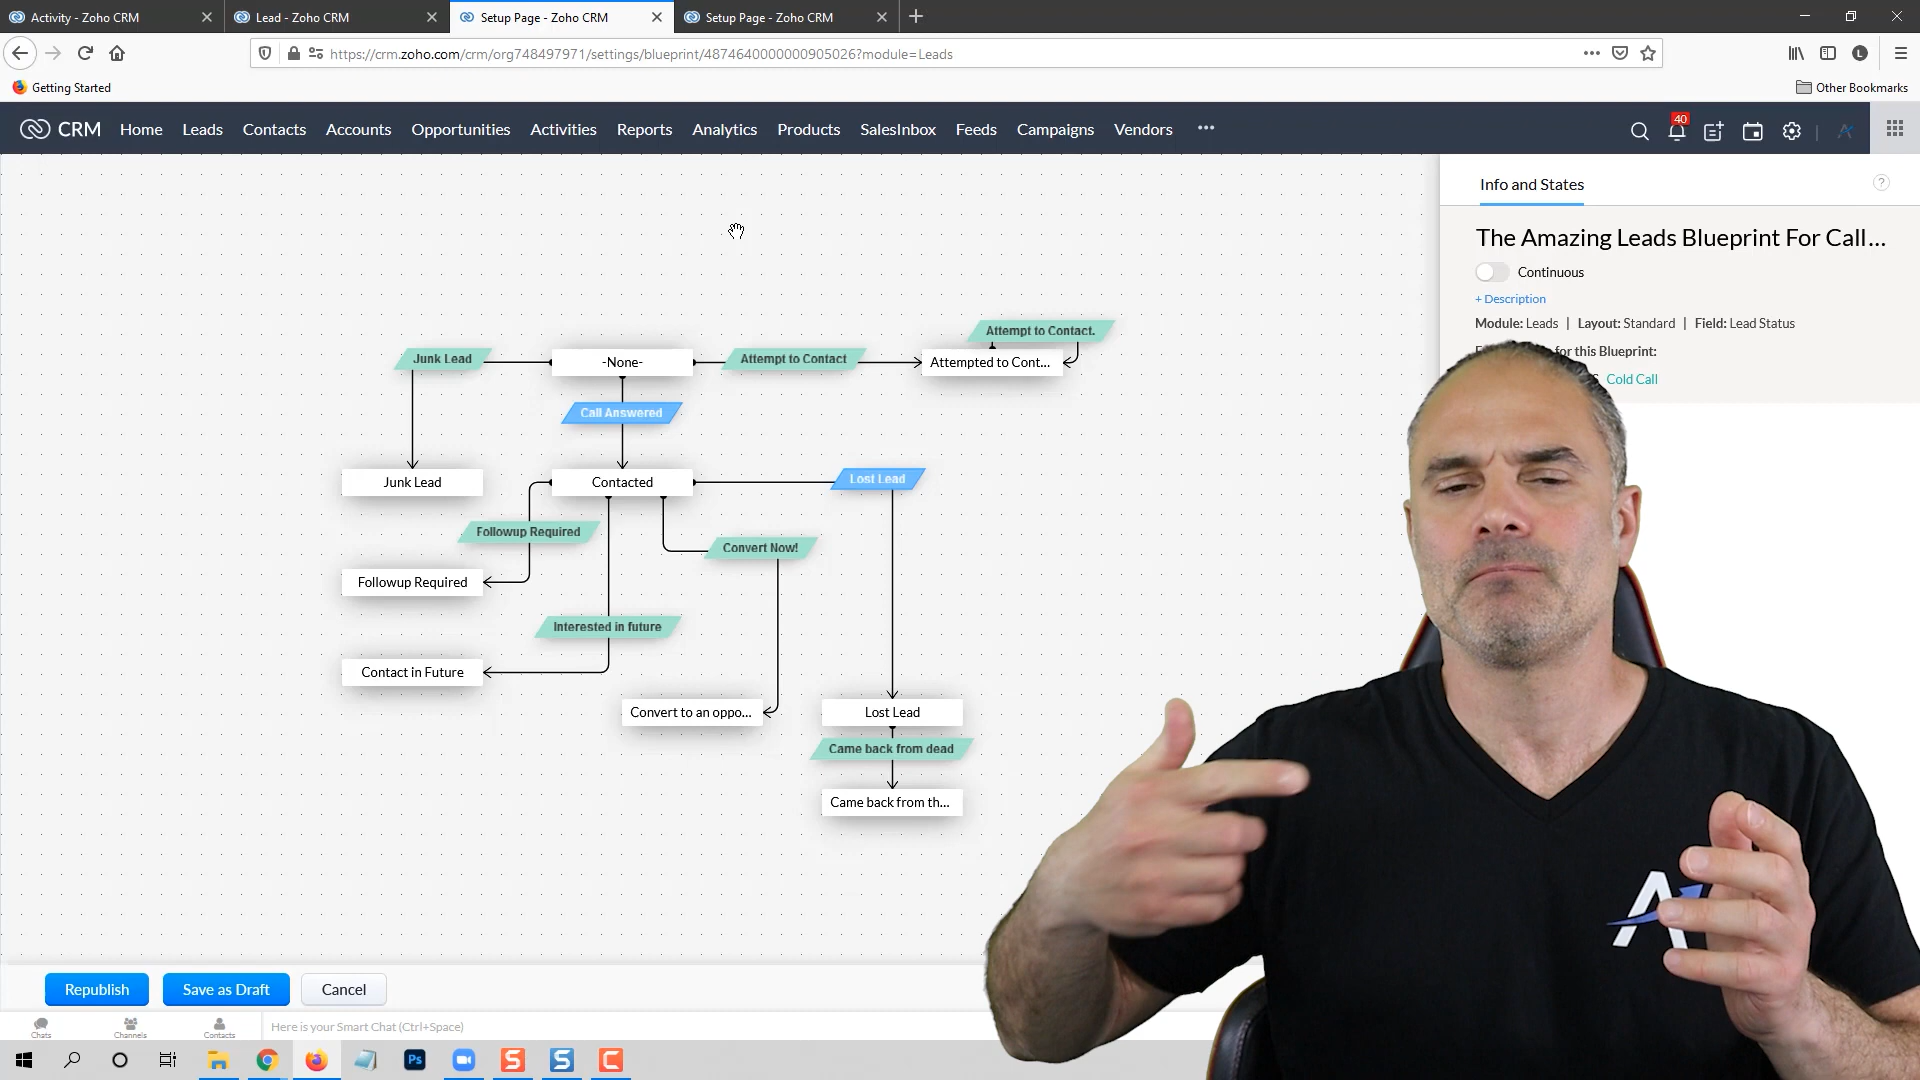 Activity - Zoho CRM
Lead - Zoho CRM
Setup Page - Zoho CRM
Setup Page - Zoho CRM
https://crm.zoho.com/crm/org748497971/settings/blueprint/4874640000000905026?module=Leads
Getting Started
Other Bookmarks
CRM Home Leads Contacts Accounts Opportunities Activities Reports Analytics Products SalesInbox Feeds Campaigns Vendors
40
Info and States
?
The Amazing Leads Blueprint For Call...
Continuous
+ Description
Module: Leads | Layout: Standard | Field: Lead Status
for this Blueprint:
Cold Call
Attempt to Contact.
Junk Lead
-None-
Attempt to Contact
Attempted to Cont...
Call Answered
Junk Lead
Contacted
Lost Lead
Followup Required
Convert Now!
Followup Required
Interested in future
Contact in Future
Convert to an oppo...
Lost Lead
Came back from dead
Came back from th...
Republish
Save as Draft
Cancel
Chats
Channels
Contacts
Here is your Smart Chat (Ctrl+Space)
Ps